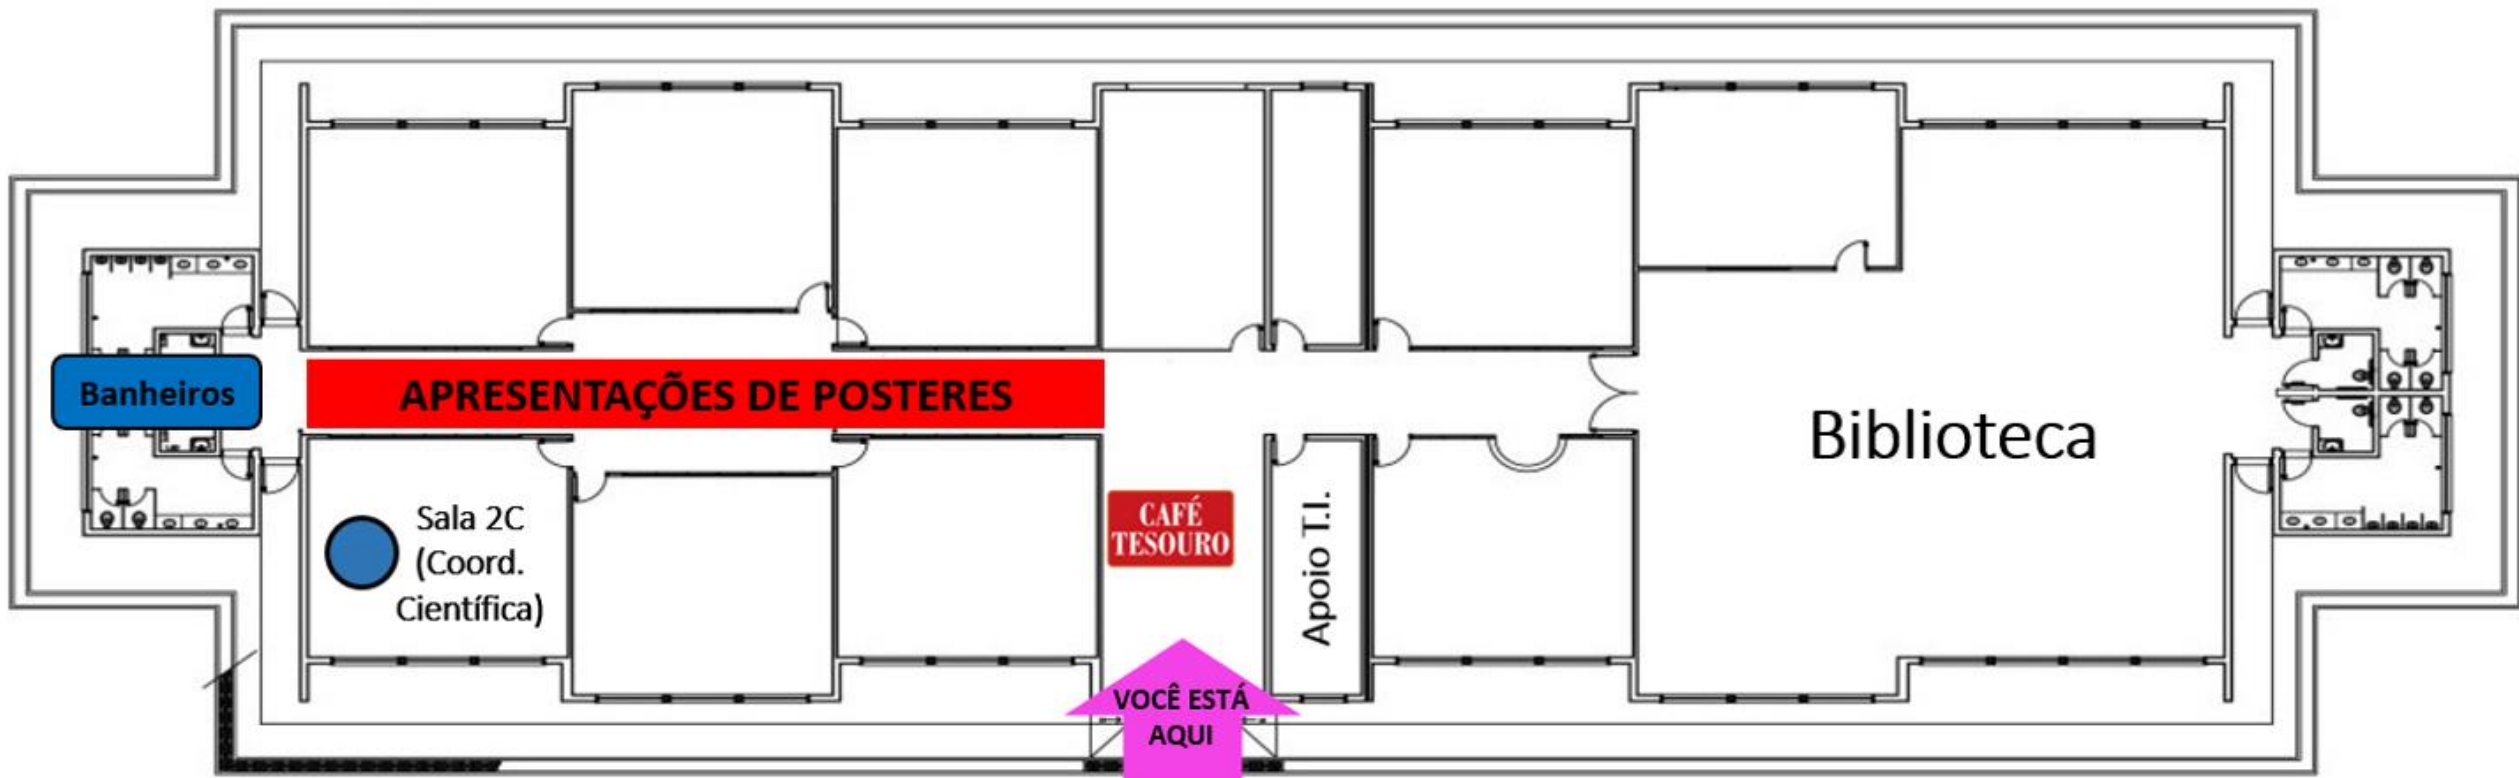 Banheiros
APRESENTAÇÕES DE POSTERES
Biblioteca
Sala 2C
(Coord.
Científica)
CAFÉ
TESOURO
Apoio T.I.
VOCÊ ESTÁ
AQUI